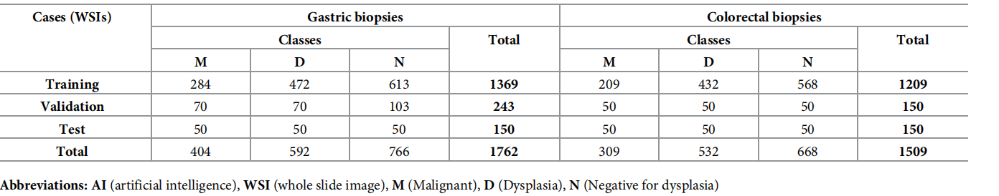 Cases (WSIs) Gastric biopsies Colorectal biopsies
Classes Total Classes Total
M D N M D N
Training 284 472 613 1369 209 432 568 1209
Validation 70 70 103 243 50 50 50 150
Test 50 50 50 150 50 50 50 150
Total 404 592 766 1762 309 532 668 1509
Abbreviations: AI (artificial intelligence), WSI (whole slide image), M (Malignant), D (Dysplasia), N (Negative for dysplasia)